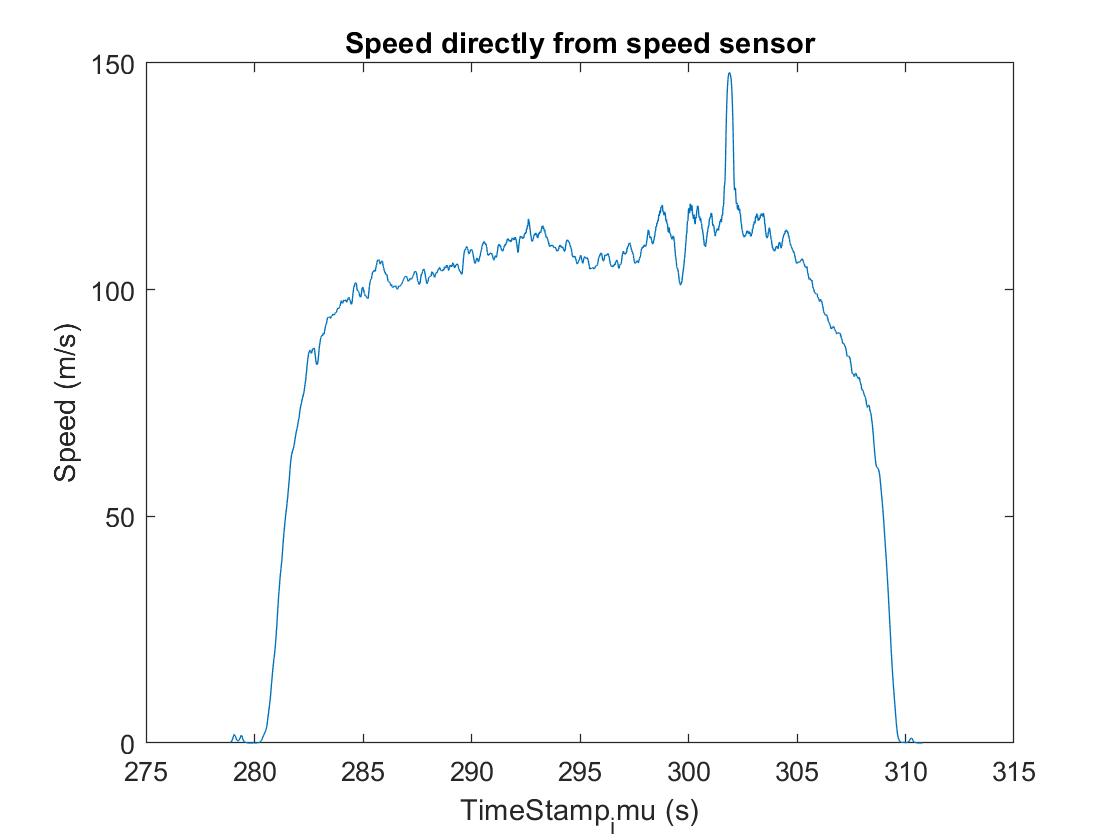 Speed directly from speed sensor
150
100
50
0
Speed (m/s)
275 280 285 290 295 300 305 310 315
TimeStamp_imu (s)